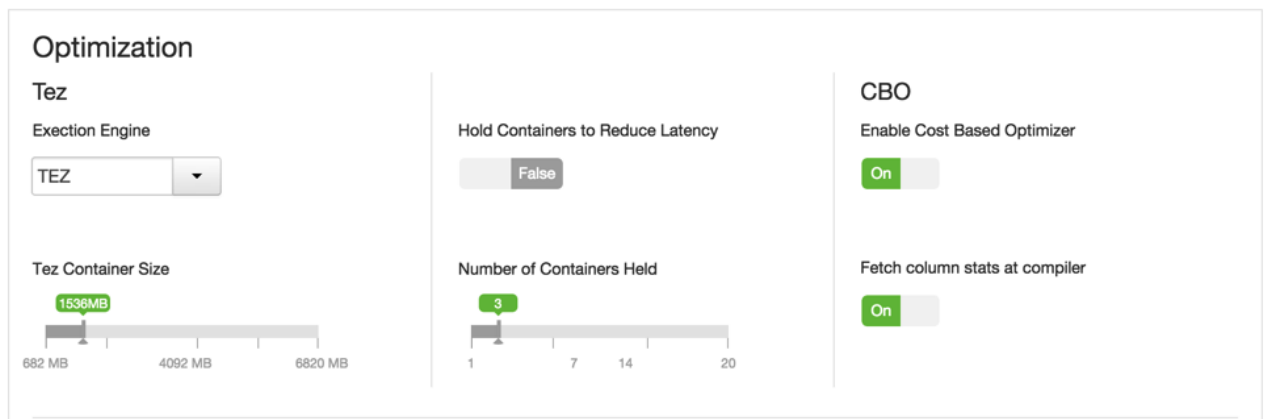 Optimization
Tez
Exection Engine
TEZ
Tez Container Size
1536MB
682 MB 4092 MB 6820 MB
Hold Containers to Reduce Latency
False
Number of Containers Held
3
1 7 14 20
CBO
Enable Cost Based Optimizer
On
Fetch column stats at compiler
On